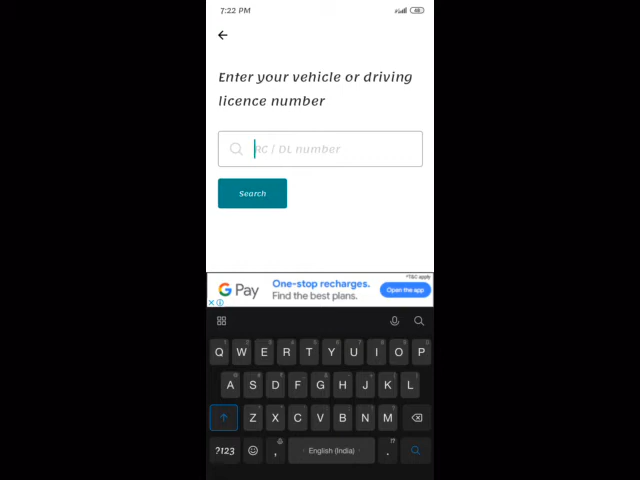 7:22 PM
Enter your vehicle or driving
licence number
RC / DL number
Search
*T&C apply
G Pay
One-stop recharges.
Find the best plans.
Open the app
Q W E R T Y U I O P
A S D F G H J K L
Z X C V B N M
?123 , English (India) .